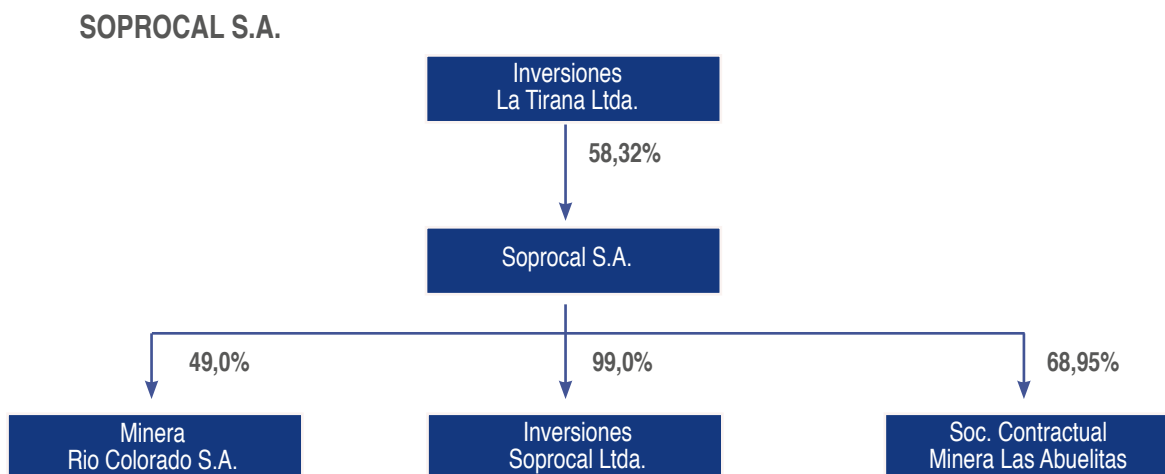 SOPROCAL S.A.
Inversiones
La Tirana Ltda.
58,32%
Soprocal S.A.
49,0%
99,0%
68,95%
Minera
Rio Colorado S.A.
Inversiones
Soprocal Ltda.
Soc. Contractual
Minera Las Abuelitas